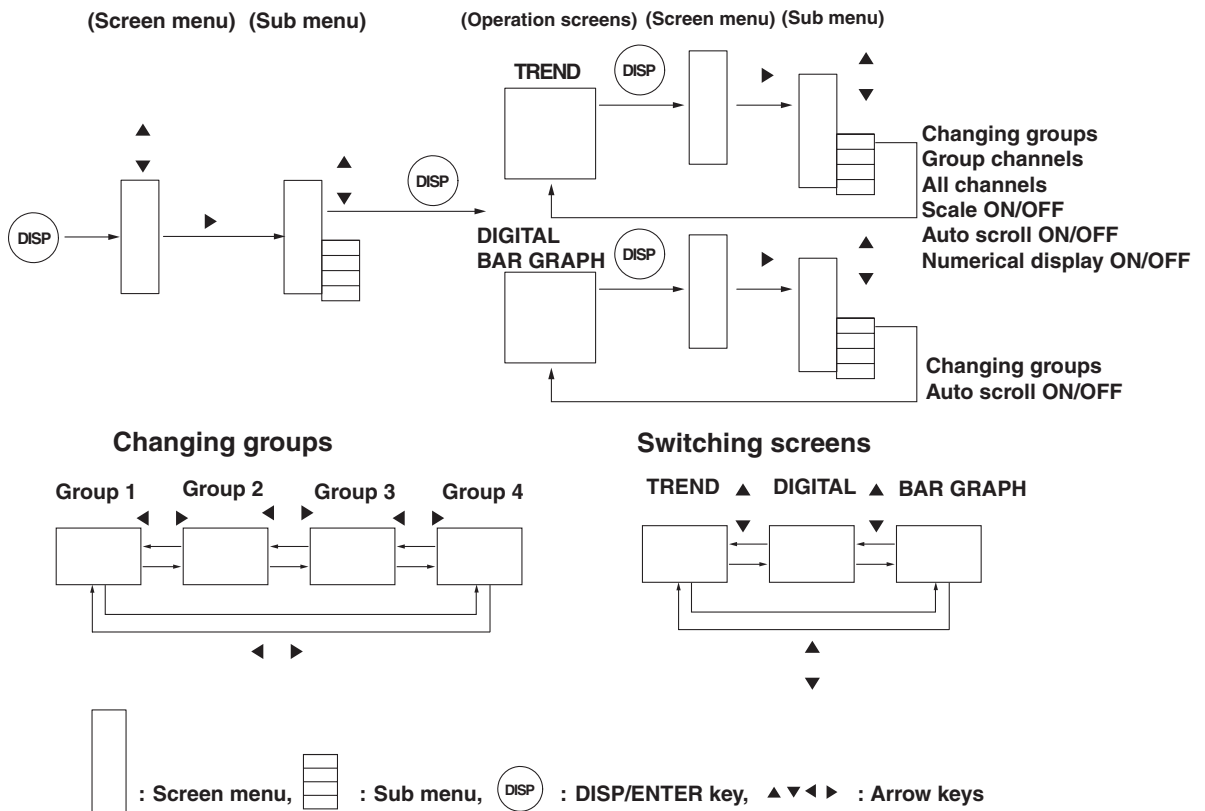 (Screen menu) (Sub menu)
(Operation screens) (Screen menu) (Sub menu)
TREND
DISP
Changing groups
Group channels
All channels
Scale ON/OFF
Auto scroll ON/OFF
Numerical display ON/OFF
DISP
DISP
DIGITAL
BAR GRAPH
DISP
Changing groups
Auto scroll ON/OFF
Changing groups
Group 1 Group 2 Group 3 Group 4
Switching screens
TREND DIGITAL BAR GRAPH
: Screen menu, : Sub menu, DISP : DISP/ENTER key, ▲▼◀ ▶ : Arrow keys